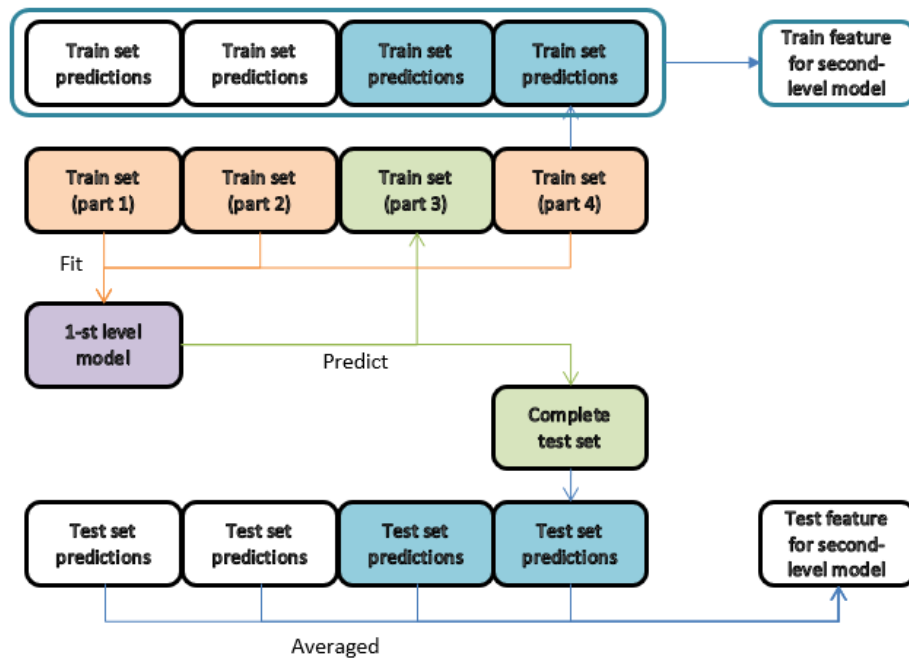 Train set
predictions
Train set
predictions
Train set
predictions
Train set
predictions
Train feature
for second-
level model
Train set
(part 1)
Train set
(part 2)
Train set
(part 3)
Train set
(part 4)
Fit
1-st level
model
Predict
Complete
test set
Test set
predictions
Test set
predictions
Test set
predictions
Test set
predictions
Test feature
for second-
level model
Averaged